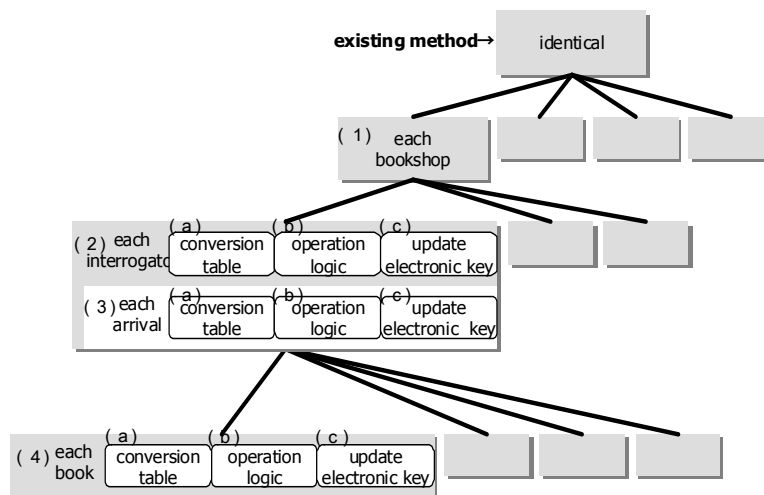 existing method→ identical
( 1) each
bookshop
( a) ( b) ( c)
( 2) each conversion operation update
interrogato table logic electronic key
( a) ( b) ( c)
( 3) each conversion operation update
arrival table logic electronic key
( a) ( b) ( c)
( 4) each conversion operation update
book table logic electronic key